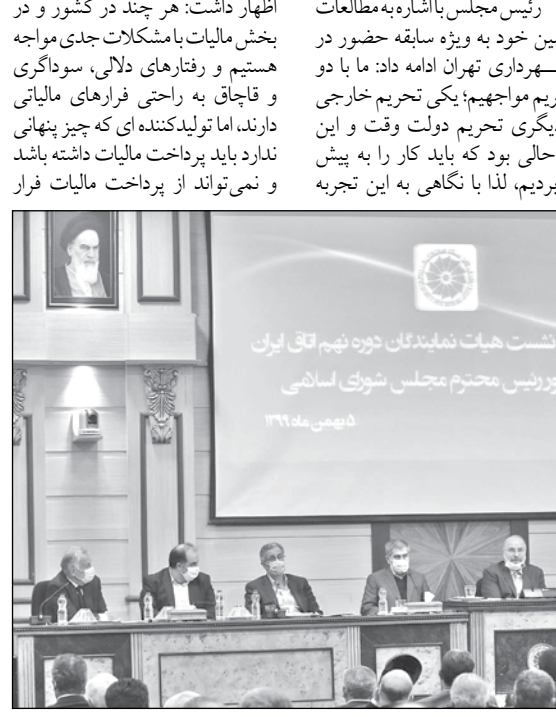 رئیس مجلس با اشاره به مطالعات
خود به ویژه سابقه حضور در
تهران ادامه داد: ما با دو
مواجهیم؛ یکی تحریم خارجی
دیگری تحریم دولت وقت و این
حالی بود که باید کار را به پیش
بردیم، لذا با نگاهی به این تجربه
اظهار داشت: هر چند در کشور و در
بخش مالیات با مشکلات جدی مواجه
هستیم و رفتارهای دلالی، سوداگری
و قاچاق به راحتی فرارهای مالیاتی
دارند، اما تولیدکننده ای که چیز پنهانی
ندارد باید پرداخت مالیات داشته باشد
و نمی‌تواند از پرداخت مالیات فرار
نشست هیات نمایندگان دوره نهم اتاق ایران
رئیس محترم مجلس شورای اسلامی
۵ بهمن ماه ۱۳۹۹